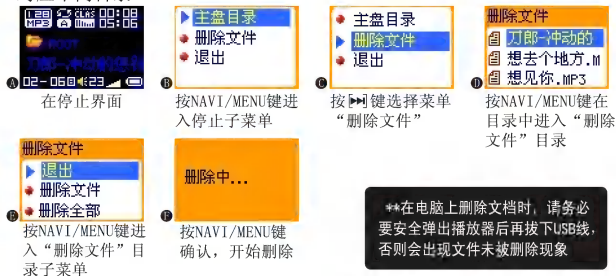 128 CLAS 00:08
MP3 05:06
ROOT
刀郎-冲动的
02-060 23
A
在停止界面
主盘目录
删除文件
退出
B
按NAVI/MENU键进
入停止子菜单
主盘目录
删除文件
退出
C
按键选择菜单
“删除文件”
删除文件
刀郎-冲动的
想去个地方.M
想见你.MP3
D
按NAVI/MENU键在
目录中进入“删除
文件”目录
删除文件
退出
删除文件
删除全部
E
按NAVI/MENU键进
入“删除文件”目
录子菜单
删除中...
F
按NAVI/MENU键
确认，开始删除
**在电脑上删除文档时，请务必
要安全弹出播放器后再拔下USB线，
否则会出现文件未被删除现象